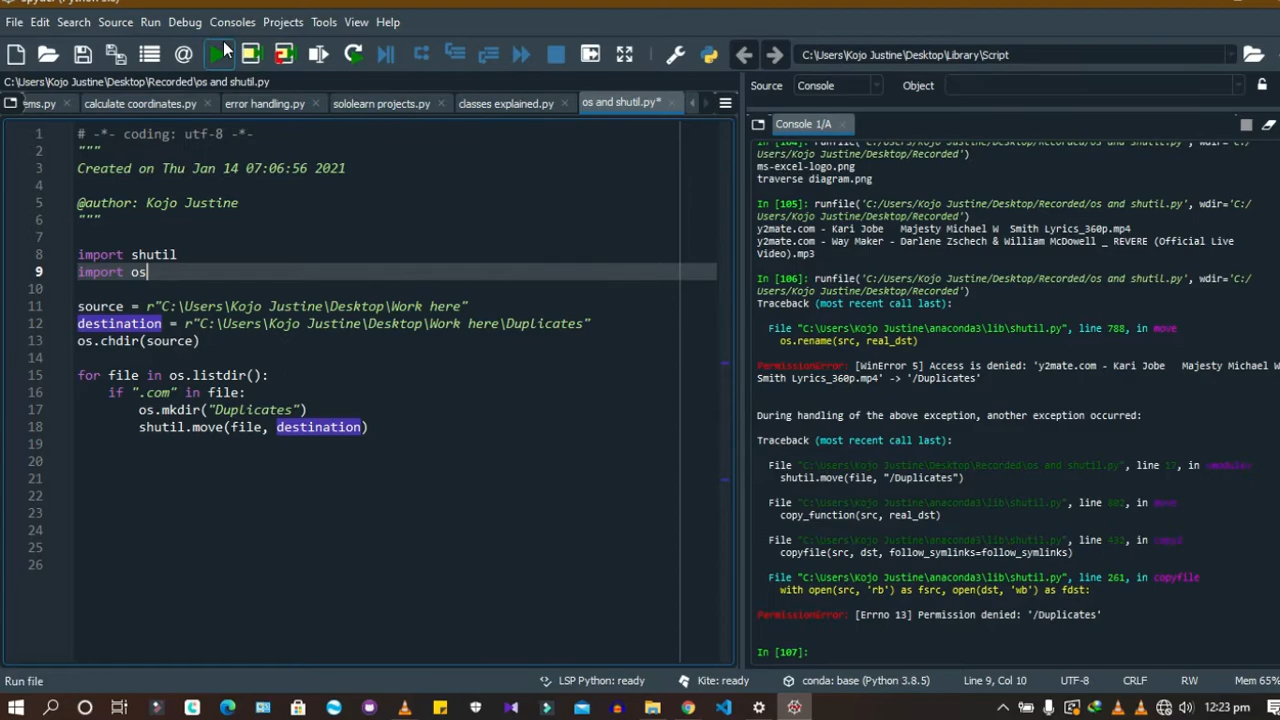 File Edit Search Source Run Debug Consoles Projects Tools View Help
C:\Users\Kojo Justine\Desktop\Library\Script
C:\Users\Kojo Justine\Desktop\Recorded\os and shutil.py
ems.py calculate coordinates.py error handling.py sololearn projects.py classes explained.py os and shutil.py*
Source Console Object
Console 1/A
1 # -*- coding: utf-8 -*-
2 """
3 Created on Thu Jan 14 07:06:56 2021
4
5 @author: Kojo Justine
6 """
7
8 import shutil
9 import os
10
11 source = r"C:\Users\Kojo Justine\Desktop\Work here"
12 destination = r"C:\Users\Kojo Justine\Desktop\Work here\Duplicates"
13 os.chdir(source)
14
15 for file in os.listdir():
16 if ".com" in file:
17 os.mkdir("Duplicates")
18 shutil.move(file, destination)
19
20
21
22
23
24
25
26
In [104]: runfile('C:/Users/Kojo Justine/Desktop/Recorded/os and shutil.py', wdir='C:/
Users/Kojo Justine/Desktop/Recorded')
ms-excel-logo.png
traverse diagram.png
In [105]: runfile('C:/Users/Kojo Justine/Desktop/Recorded/os and shutil.py', wdir='C:/
Users/Kojo Justine/Desktop/Recorded')
y2mate.com - Kari Jobe   Majesty Michael W  Smith Lyrics_360p.mp4
y2mate.com - Way Maker - Darlene Zschech & William McDowell _ REVERE (Official Live
Video).mp3
In [106]: runfile('C:/Users/Kojo Justine/Desktop/Recorded/os and shutil.py', wdir='C:/
Users/Kojo Justine/Desktop/Recorded')
Traceback (most recent call last):
File "C:\Users\Kojo Justine\anaconda3\lib\shutil.py", line 788, in move
os.rename(src, real_dst)
PermissionError: [WinError 5] Access is denied: 'y2mate.com - Kari Jobe   Majesty Michael W
Smith Lyrics_360p.mp4' -> '/Duplicates'
During handling of the above exception, another exception occurred:
Traceback (most recent call last):
File "C:\Users\Kojo Justine\Desktop\Recorded\os and shutil.py", line 17, in <module>
shutil.move(file, "/Duplicates")
File "C:\Users\Kojo Justine\anaconda3\lib\shutil.py", line 802, in move
copy_function(src, real_dst)
File "C:\Users\Kojo Justine\anaconda3\lib\shutil.py", line 432, in copy2
copyfile(src, dst, follow_symlinks=follow_symlinks)
File "C:\Users\Kojo Justine\anaconda3\lib\shutil.py", line 261, in copyfile
with open(src, 'rb') as fsrc, open(dst, 'wb') as fdst:
PermissionError: [Errno 13] Permission denied: '/Duplicates'
In [107]:
Run file LSP Python: ready Kite: ready conda: base (Python 3.8.5) Line 9, Col 10 UTF-8 CRLF RW Mem 65%
12:23 pm